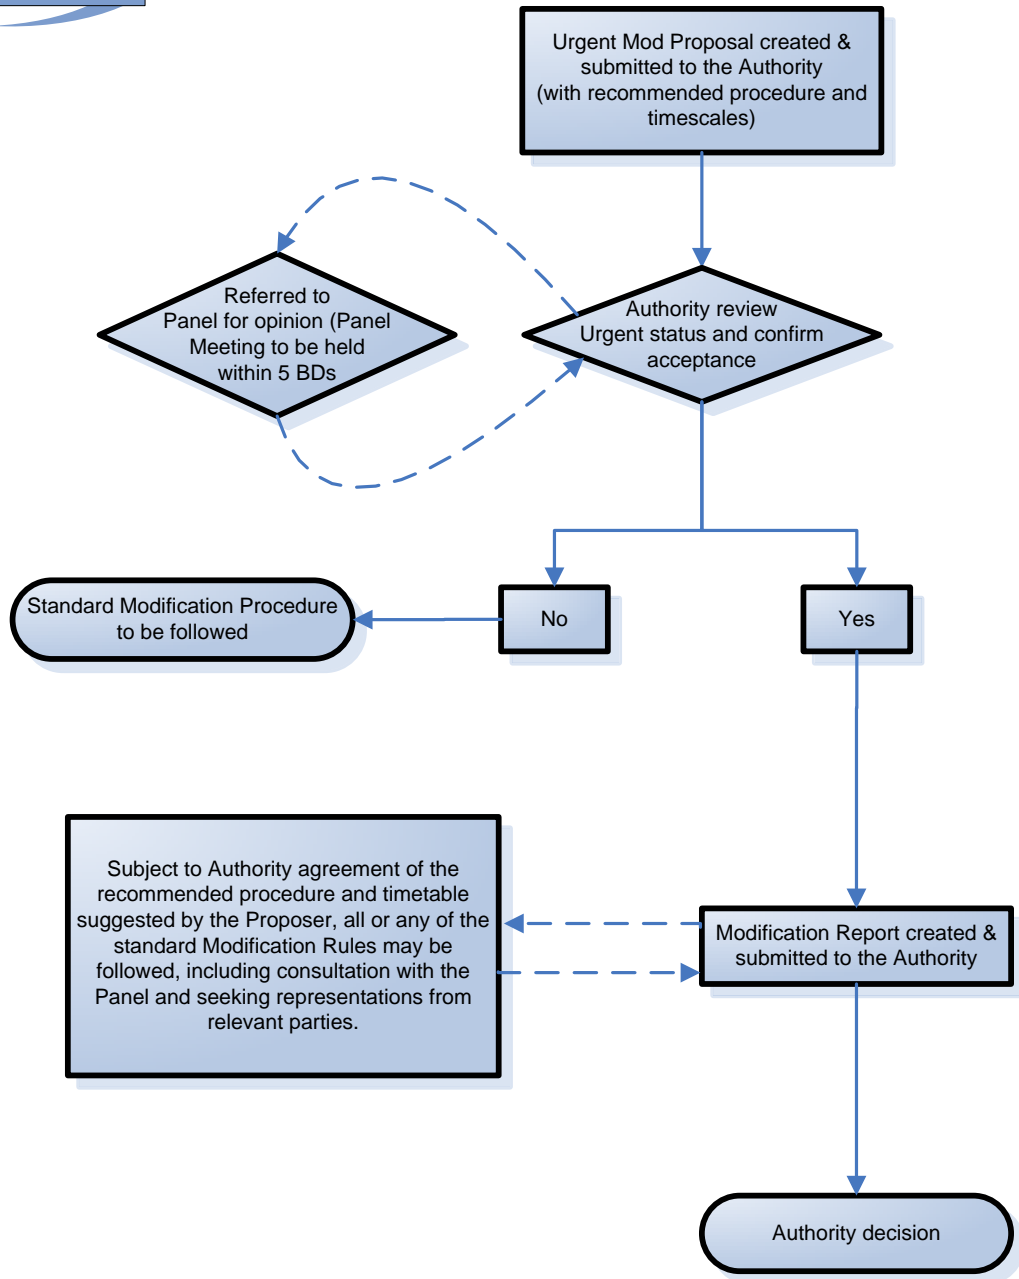 Urgent Mod Proposal created &
submitted to the Authority
(with recommended procedure and
timescales)
Referred to
Panel for opinion (Panel
Meeting to be held
within 5 BDs
Authority review
Urgent status and confirm
acceptance
Standard Modification Procedure
to be followed
No
Yes
Subject to Authority agreement of the
recommended procedure and timetable
suggested by the Proposer, all or any of the
standard Modification Rules may be
followed, including consultation with the
Panel and seeking representations from
relevant parties.
Modification Report created &
submitted to the Authority
Authority decision